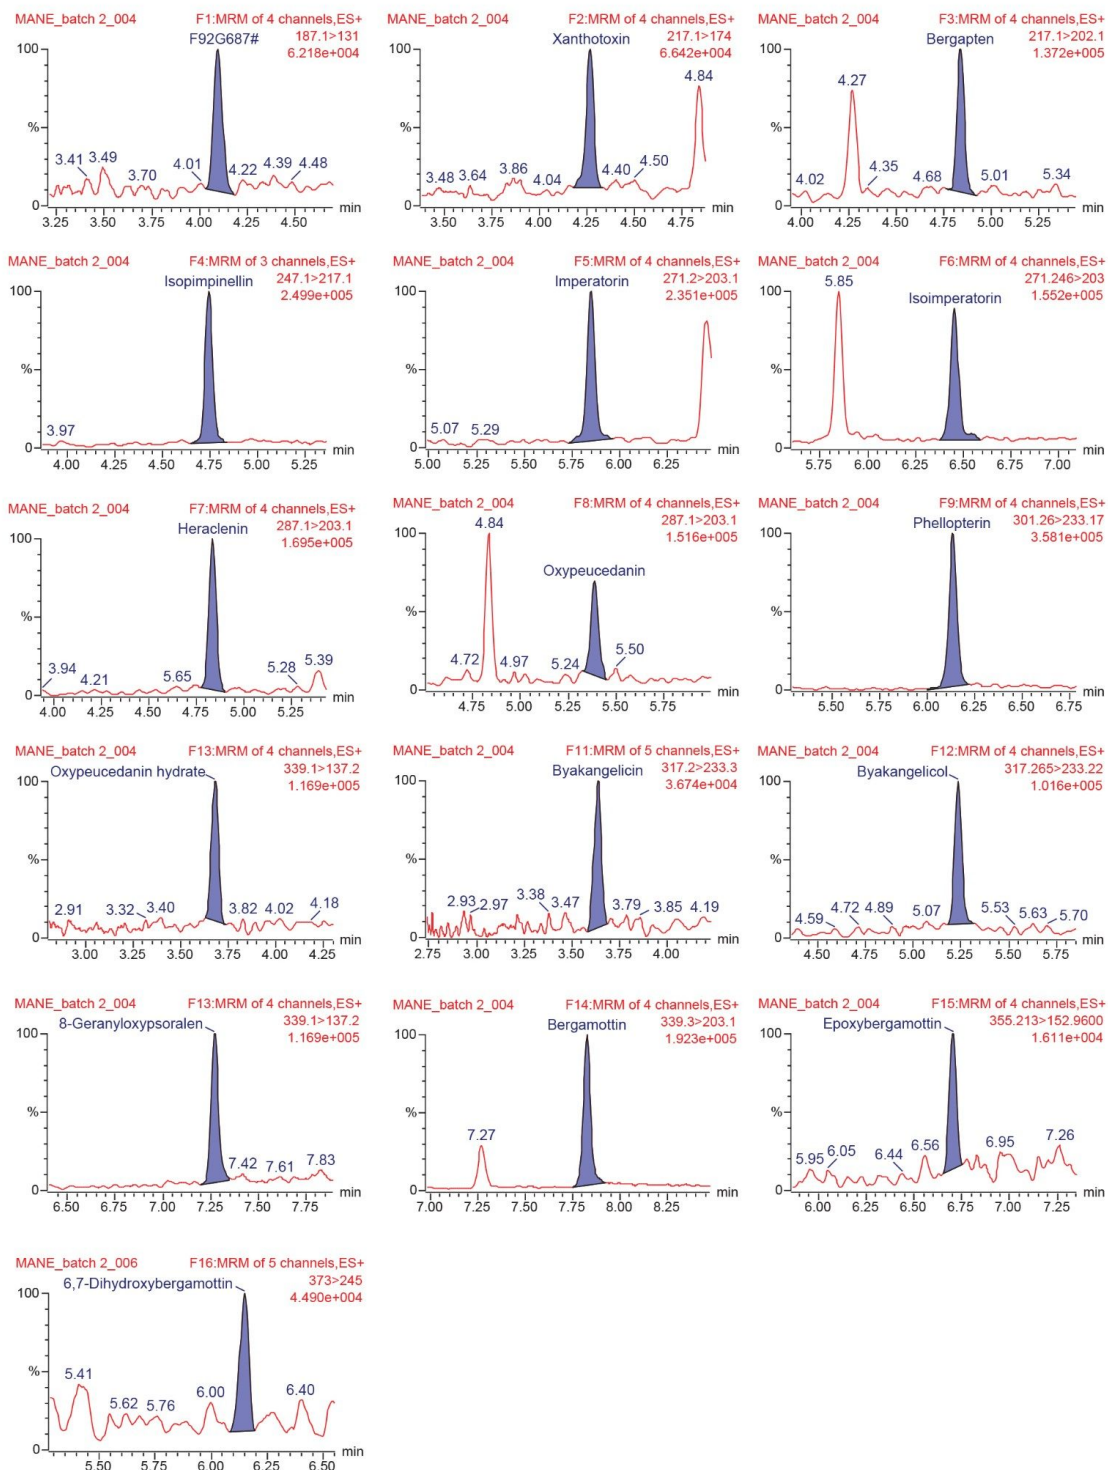 MANE_batch 2_004 F1:MRM of 4 channels,ES+
187.1>131
6.218e+004
F92G687#
100
%
0
3.41 3.49 3.70 4.01 4.22 4.39 4.48
3.25 3.50 3.75 4.00 4.25 4.50 min
MANE_batch 2_004 F2:MRM of 4 channels,ES+
217.1>174
6.642e+004
Xanthotoxin
100
%
0
3.48 3.64 3.86 4.04 4.40 4.50 4.84
3.50 3.75 4.00 4.25 4.50 4.75 min
MANE_batch 2_004 F3:MRM of 4 channels,ES+
217.1>202.1
1.372e+005
Bergapten
100
%
0
4.02 4.27 4.35 4.68 5.01 5.34
4.00 4.25 4.50 4.75 5.00 5.25 min
MANE_batch 2_004 F4:MRM of 3 channels,ES+
247.1>217.1
2.499e+005
Isopimpinellin
100
%
0
3.97
4.00 4.25 4.50 4.75 5.00 5.25 min
MANE_batch 2_004 F5:MRM of 4 channels,ES+
271.2>203.1
2.351e+005
Imperatorin
100
%
0
5.07 5.29
5.00 5.25 5.50 5.75 6.00 6.25 min
MANE_batch 2_004 F6:MRM of 4 channels,ES+
271.246>203
1.552e+005
Isoimperatorin
100
%
0
5.85
5.75 6.00 6.25 6.50 6.75 7.00 min
MANE_batch 2_004 F7:MRM of 4 channels,ES+
287.1>203.1
1.695e+005
Heraclenin
100
%
0
3.94 4.21 5.65 5.28 5.39
4.00 4.25 4.50 4.75 5.00 5.25 min
MANE_batch 2_004 F8:MRM of 4 channels,ES+
287.1>203.1
1.516e+005
Oxypeucedanin
100
%
0
4.72 4.84 4.97 5.24 5.50
4.75 5.00 5.25 5.50 5.75 min
MANE_batch 2_004 F9:MRM of 4 channels,ES+
301.26>233.17
3.581e+005
Phellopterin
100
%
0
5.50 5.75 6.00 6.25 6.50 6.75 min
MANE_batch 2_004 F13:MRM of 4 channels,ES+
339.1>137.2
1.169e+005
Oxypeucedanin hydrate
100
%
0
2.91 3.32 3.40 3.82 4.02 4.18
3.00 3.25 3.50 3.75 4.00 4.25 min
MANE_batch 2_004 F11:MRM of 5 channels,ES+
317.2>233.3
3.674e+004
Byakangelicin
100
%
0
2.93 2.97 3.38 3.47 3.79 3.85 4.19
2.75 3.00 3.25 3.50 3.75 4.00 min
MANE_batch 2_004 F12:MRM of 4 channels,ES+
317.265>233.22
1.016e+005
Byakangelicol
100
%
0
4.59 4.72 4.89 5.07 5.53 5.63 5.70
4.50 4.75 5.00 5.25 5.50 5.75 min
MANE_batch 2_004 F13:MRM of 4 channels,ES+
339.1>137.2
1.169e+005
8-Geranyloxypsoralen
100
%
0
7.42 7.61 7.83
6.50 6.75 7.00 7.25 7.50 7.75 min
MANE_batch 2_004 F14:MRM of 4 channels,ES+
339.3>203.1
1.923e+005
Bergamottin
100
%
0
7.27
7.00 7.25 7.50 7.75 8.00 8.25 min
MANE_batch 2_004 F15:MRM of 4 channels,ES+
355.213>152.9600
1.611e+004
Epoxybergamottin
100
%
0
5.95 6.05 6.44 6.56 6.95 7.26
6.00 6.25 6.50 6.75 7.00 7.25 min
MANE_batch 2_006 F16:MRM of 5 channels,ES+
373>245
4.490e+004
6,7-Dihydroxybergamottin
100
%
0
5.41 5.62 5.76 6.00 6.40
5.50 5.75 6.00 6.25 6.50 min